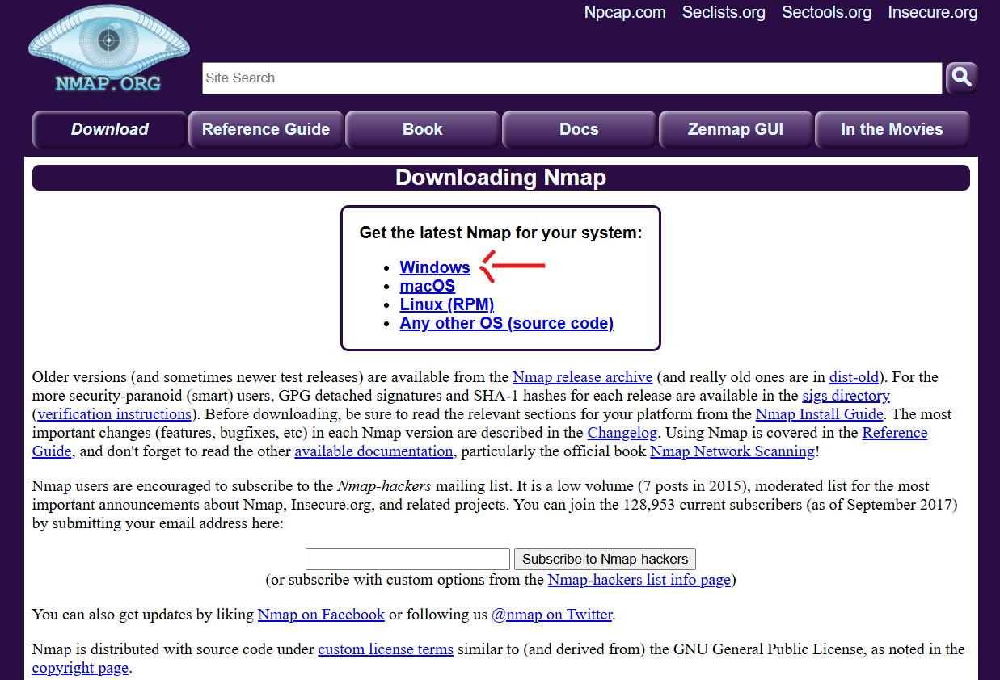 Npcap.com Seclists.org Sectools.org Insecure.org
NMAP.ORG
Site Search
Download Reference Guide Book Docs Zenmap GUI In the Movies
Downloading Nmap
Get the latest Nmap for your system:
• Windows
• macOS
• Linux (RPM)
• Any other OS (source code)
Older versions (and sometimes newer test releases) are available from the Nmap release archive (and really old ones are in dist-old). For the
more security-paranoid (smart) users, GPG detached signatures and SHA-1 hashes for each release are available in the sigs directory
(verification instructions). Before downloading, be sure to read the relevant sections for your platform from the Nmap Install Guide. The most
important changes (features, bugfixes, etc) in each Nmap version are described in the Changelog. Using Nmap is covered in the Reference
Guide, and don't forget to read the other available documentation, particularly the official book Nmap Network Scanning!
Nmap users are encouraged to subscribe to the Nmap-hackers mailing list. It is a low volume (7 posts in 2015), moderated list for the most
important announcements about Nmap, Insecure.org, and related projects. You can join the 128,953 current subscribers (as of September 2017)
by submitting your email address here:
Subscribe to Nmap-hackers
(or subscribe with custom options from the Nmap-hackers list info page)
You can also get updates by liking Nmap on Facebook or following us @nmap on Twitter.
Nmap is distributed with source code under custom license terms similar to (and derived from) the GNU General Public License, as noted in the
copyright page.